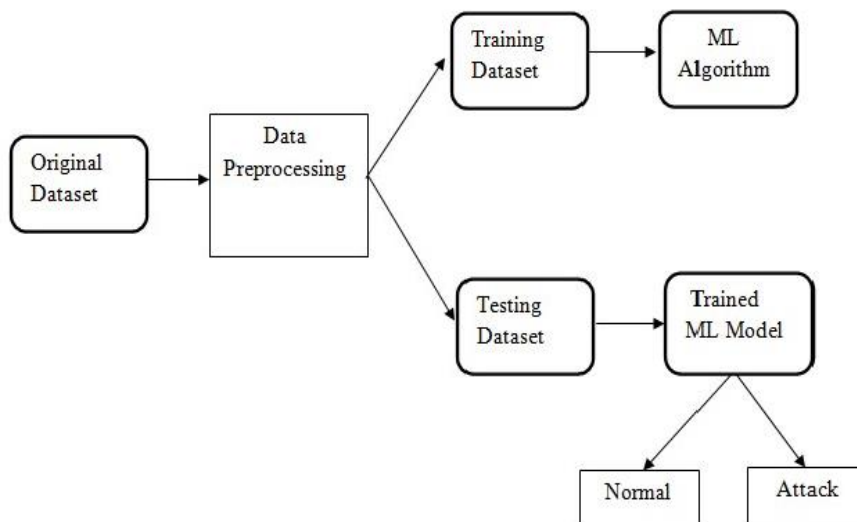 Training
Dataset
ML
Algorithm
Data
Preprocessing
Original
Dataset
Testing
Dataset
Trained
ML Model
Normal
Attack